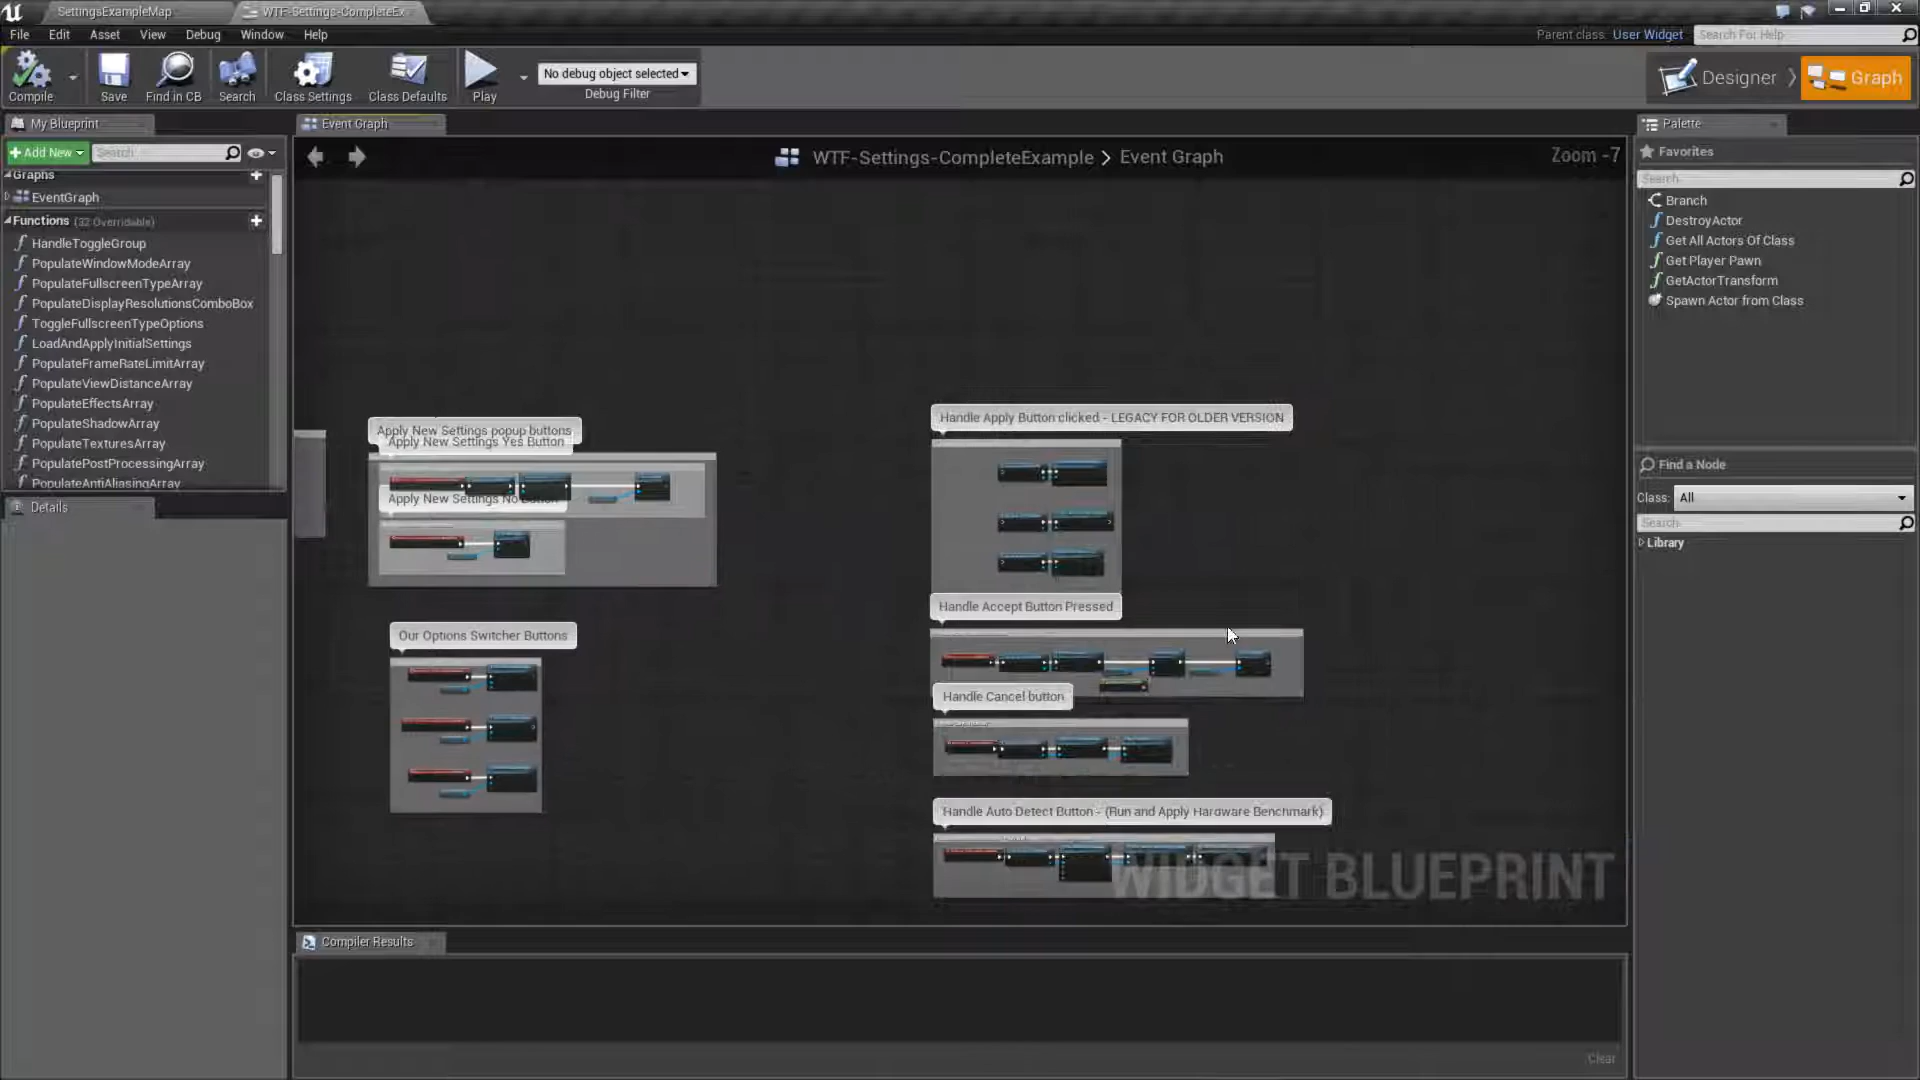 SettingsExampleMap
WTF-Settings-CompleteEx
File Edit Asset View Debug Window Help
Parent class: User Widget
Search For Help
Compile
Save
Find in CB
Search
Class Settings
Class Defaults
Play
No debug object selected
Debug Filter
Designer
Graph
My Blueprint
Add New
Search
Graphs
EventGraph
Functions (32 Overridable)
HandleToggleGroup
PopulateWindowModeArray
PopulateFullscreenTypeArray
PopulateDisplayResolutionsComboBox
ToggleFullscreenTypeOptions
LoadAndApplyInitialSettings
PopulateFrameRateLimitArray
PopulateViewDistanceArray
PopulateEffectsArray
PopulateShadowArray
PopulateTexturesArray
PopulatePostProcessingArray
PopulateAntiAliasingArray
Details
Event Graph
WTF-Settings-CompleteExample > Event Graph
Zoom -7
Apply New Settings popup buttons
Apply New Settings Yes Button
Apply New Settings No Button
Our Options Switcher Buttons
Handle Apply Button clicked - LEGACY FOR OLDER VERSION
Handle Accept Button Pressed
Handle Cancel button
Handle Auto Detect Button - (Run and Apply Hardware Benchmark)
WIDGET BLUEPRINT
Compiler Results
Clear
Palette
Favorites
Search
Branch
DestroyActor
Get All Actors Of Class
Get Player Pawn
GetActorTransform
Spawn Actor from Class
Find a Node
Class: All
Search
Library